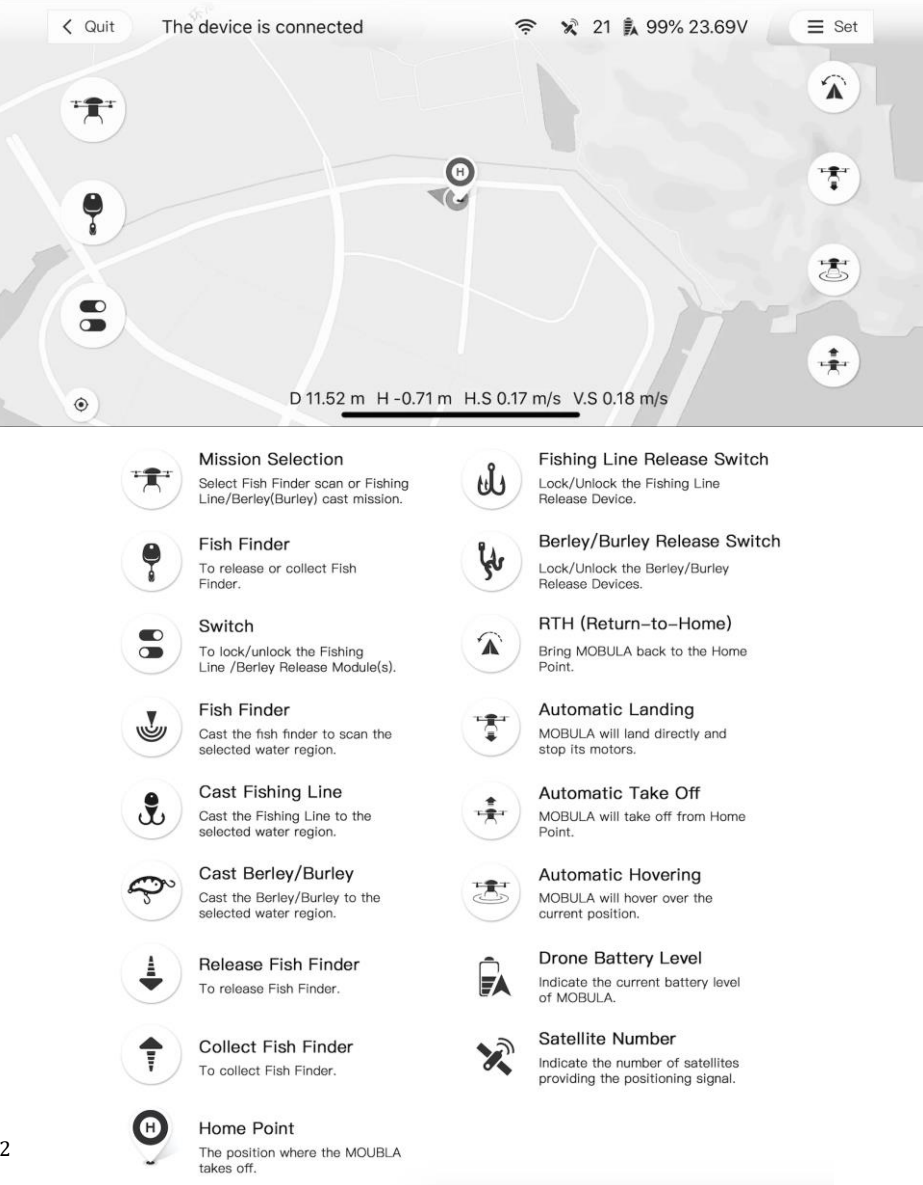 Quit
The device is connected
21
99% 23.69V
Set
H
D 11.52 m H -0.71 m H.S 0.17 m/s V.S 0.18 m/s
Mission Selection
Select Fish Finder scan or Fishing
Line/Berley(Burley) cast mission.
Fish Finder
To release or collect Fish
Finder.
Switch
To lock/unlock the Fishing
Line /Berley Release Module(s).
Fish Finder
Cast the fish finder to scan the
selected water region.
Cast Fishing Line
Cast the Fishing Line to the
selected water region.
Cast Berley/Burley
Cast the Berley/Burley to the
selected water region.
Release Fish Finder
To release Fish Finder.
Collect Fish Finder
To collect Fish Finder.
H
Home Point
The position where the MOUBLA
takes off.
Fishing Line Release Switch
Lock/Unlock the Fishing Line
Release Device.
Berley/Burley Release Switch
Lock/Unlock the Berley/Burley
Release Devices.
RTH (Return-to-Home)
Bring MOBULA back to the Home
Point.
Automatic Landing
MOBULA will land directly and
stop its motors.
Automatic Take Off
MOBULA will take off from Home
Point.
Automatic Hovering
MOBULA will hover over the
current position.
Drone Battery Level
Indicate the current battery level
of MOBULA.
Satellite Number
Indicate the number of satellites
providing the positioning signal.
2